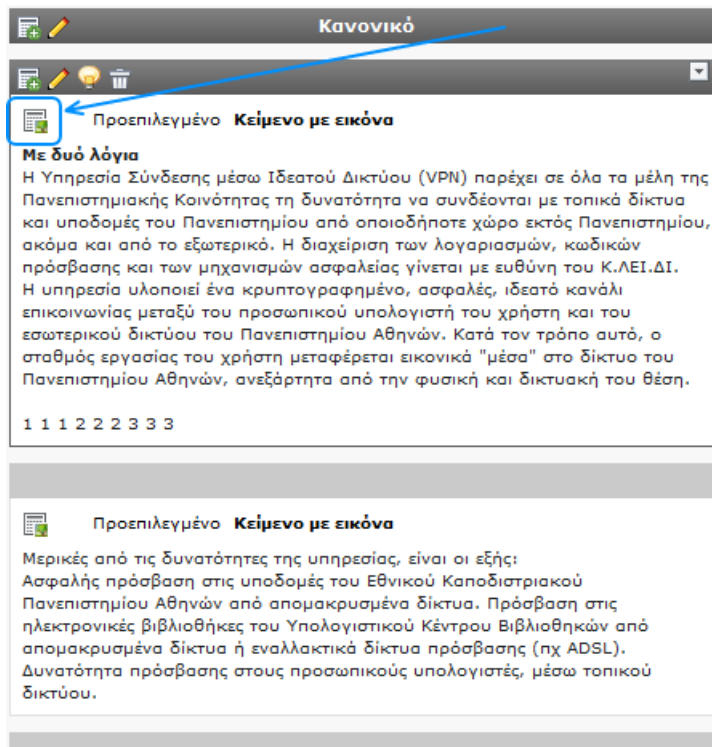 Κανονικό
Προεπιλεγμένο Κείμενο με εικόνα
Με δυό λόγια
Η Υπηρεσία Σύνδεσης μέσω Ιδεατού Δικτύου (VPN) παρέχει σε όλα τα μέλη της
Πανεπιστημιακής Κοινότητας τη δυνατότητα να συνδέονται με τοπικά δίκτυα
και υποδομές του Πανεπιστημίου από οποιοδήποτε χώρο εκτός Πανεπιστημίου,
ακόμα και από το εξωτερικό. Η διαχείριση των λογαριασμών, κωδικών
πρόσβασης και των μηχανισμών ασφαλείας γίνεται με ευθύνη του Κ.ΛΕΙ.ΔΙ.
Η υπηρεσία υλοποιεί ένα κρυπτογραφημένο, ασφαλές, ιδεατό κανάλι
επικοινωνίας μεταξύ του προσωπικού υπολογιστή του χρήστη και του
εσωτερικού δικτύου του Πανεπιστημίου Αθηνών. Κατά τον τρόπο αυτό, ο
σταθμός εργασίας του χρήστη μεταφέρεται εικονικά "μέσα" στο δίκτυο του
Πανεπιστημίου Αθηνών, ανεξάρτητα από την φυσική και δικτυακή του θέση.
1 1 1 2 2 2 3 3 3
Προεπιλεγμένο Κείμενο με εικόνα
Μερικές από τις δυνατότητες της υπηρεσίας, είναι οι εξής:
Ασφαλής πρόσβαση στις υποδομές του Εθνικού Καποδιστριακού
Πανεπιστημίου Αθηνών από απομακρυσμένα δίκτυα. Πρόσβαση στις
ηλεκτρονικές βιβλιοθήκες του Υπολογιστικού Κέντρου Βιβλιοθηκών από
απομακρυσμένα δίκτυα ή εναλλακτικά δίκτυα πρόσβασης (πχ ADSL).
Δυνατότητα πρόσβασης στους προσωπικούς υπολογιστές, μέσω τοπικού
δικτύου.